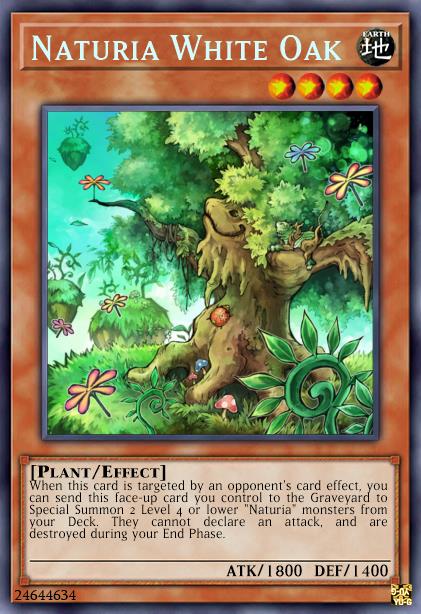 Naturia White Oak
EARTH
地
[Plant/Effect]
When this card is targeted by an opponent's card effect, you
can send this face-up card you control to the Graveyard to
Special Summon 2 Level 4 or lower "Naturia" monsters from
your Deck. They cannot declare an attack, and are
destroyed during your End Phase.
ATK/1800 DEF/1400
24644634